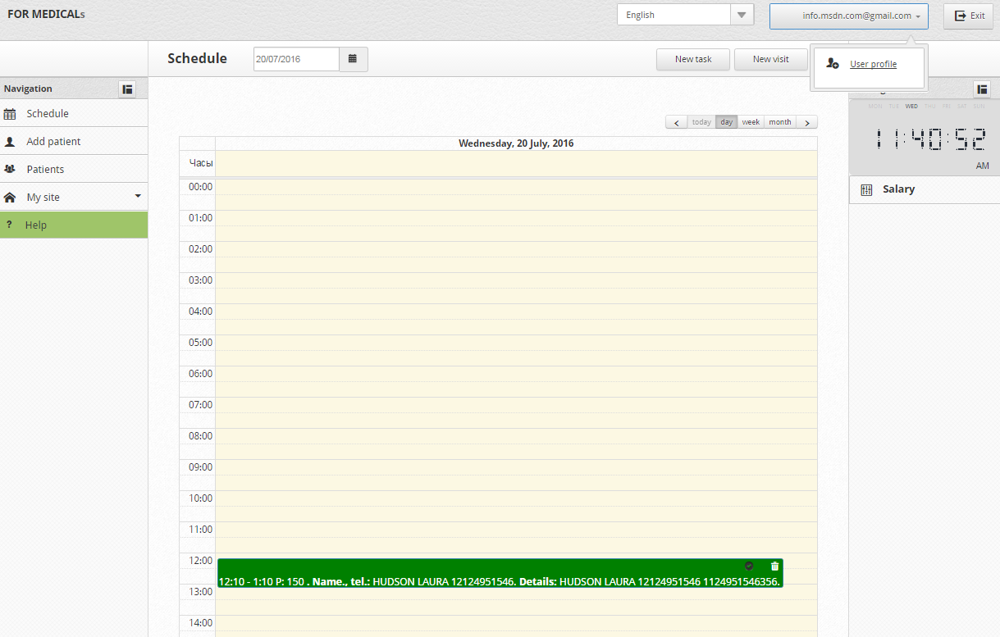 FOR MEDICALs
English
info.msdn.com@gmail.com
Exit
User profile
Schedule
20/07/2016
New task
New visit
Navigation
Schedule
Add patient
Patients
My site
? Help
today day week month
Wednesday, 20 July, 2016
Часы
00:00
01:00
02:00
03:00
04:00
05:00
06:00
07:00
08:00
09:00
10:00
11:00
12:00
12:10 - 1:10 P: 150 . Name., tel.: HUDSON LAURA 12124951546. Details: HUDSON LAURA 12124951546 1124951546356.
13:00
14:00
MON TUE WED THU FRI SAT SUN
11:40:52
AM
Salary